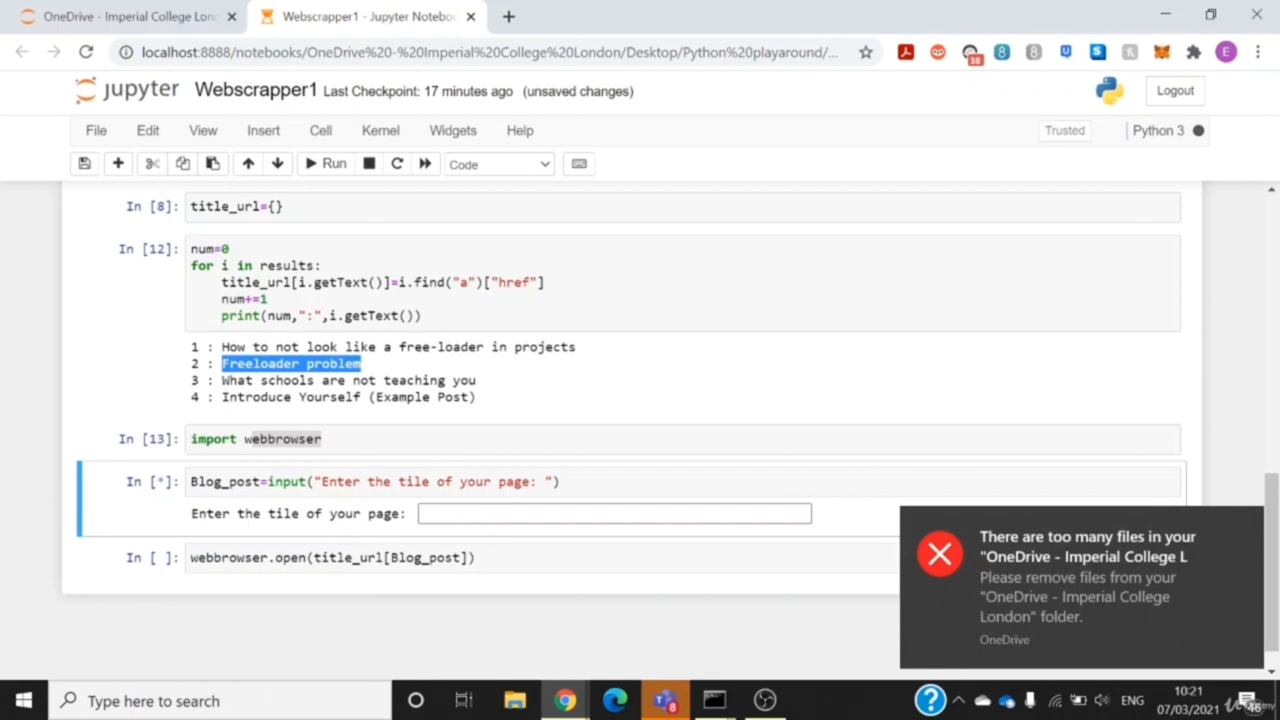 OneDrive - Imperial College Lon
Webscrapper1 - Jupyter Noteboo
localhost:8888/notebooks/OneDrive%20-%20Imperial%20College%20London/Desktop/Python%20playaround/...
38
E
jupyter
Webscrapper1 Last Checkpoint: 17 minutes ago (unsaved changes)
Logout
File Edit View Insert Cell Kernel Widgets Help
Trusted
Python 3
Run
Code
In [8]: title_url={}
In [12]: num=0
for i in results:
title_url[i.getText()]=i.find("a")["href"]
num+=1
print(num,":",i.getText())
1 : How to not look like a free-loader in projects
2 : Freeloader problem
3 : What schools are not teaching you
4 : Introduce Yourself (Example Post)
In [13]: import webbrowser
In [*]: Blog_post=input("Enter the tile of your page: ")
Enter the tile of your page:
In [ ]: webbrowser.open(title_url[Blog_post])
There are too many files in your
"OneDrive - Imperial College L
Please remove files from your
"OneDrive - Imperial College
London" folder.
OneDrive
Type here to search
8
ENG
10:21
07/03/2021
46